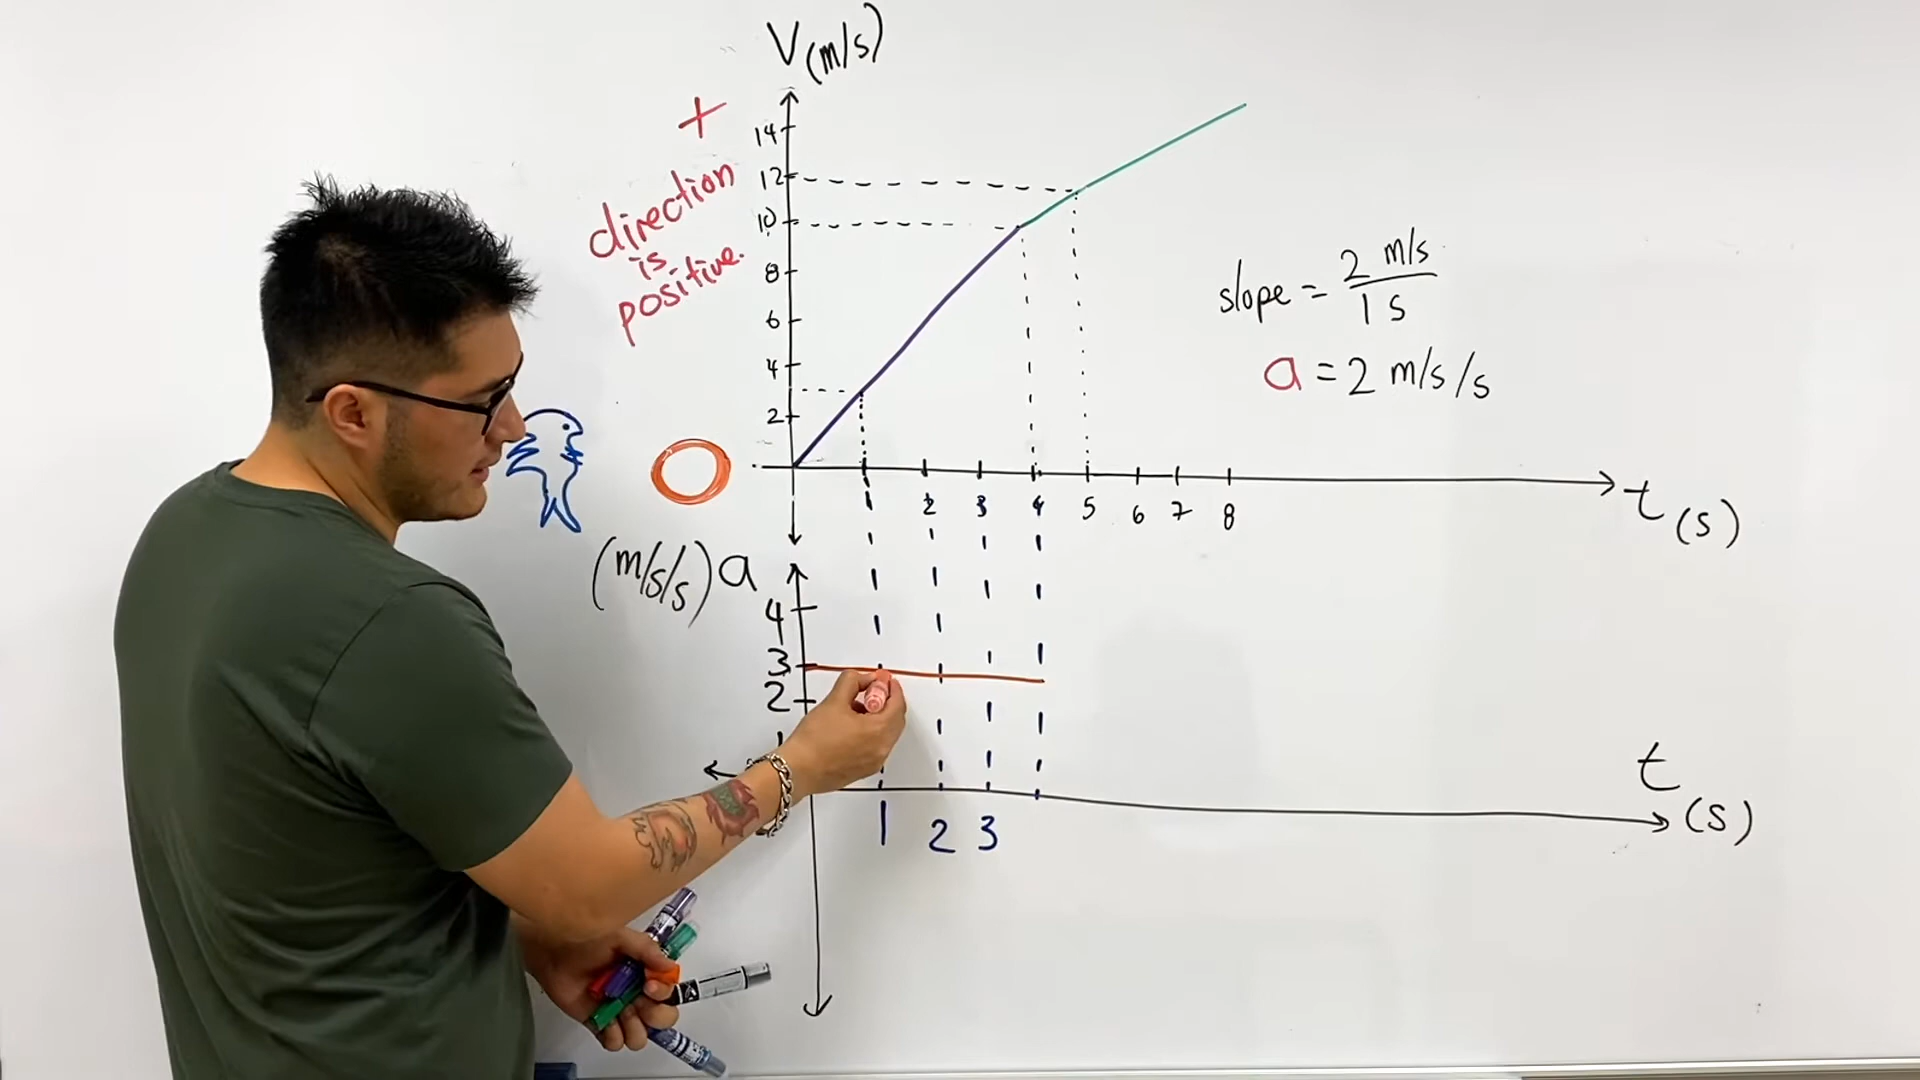 V(m/s)
+
direction
is
positive.
14
12
10
8
6
4
2
2 3 4 5 6 7 8
t(s)
slope = 2 m/s
1 s
a = 2 m/s/s
(m/s/s) a
4
3
2
1
1 2 3
t
(s)